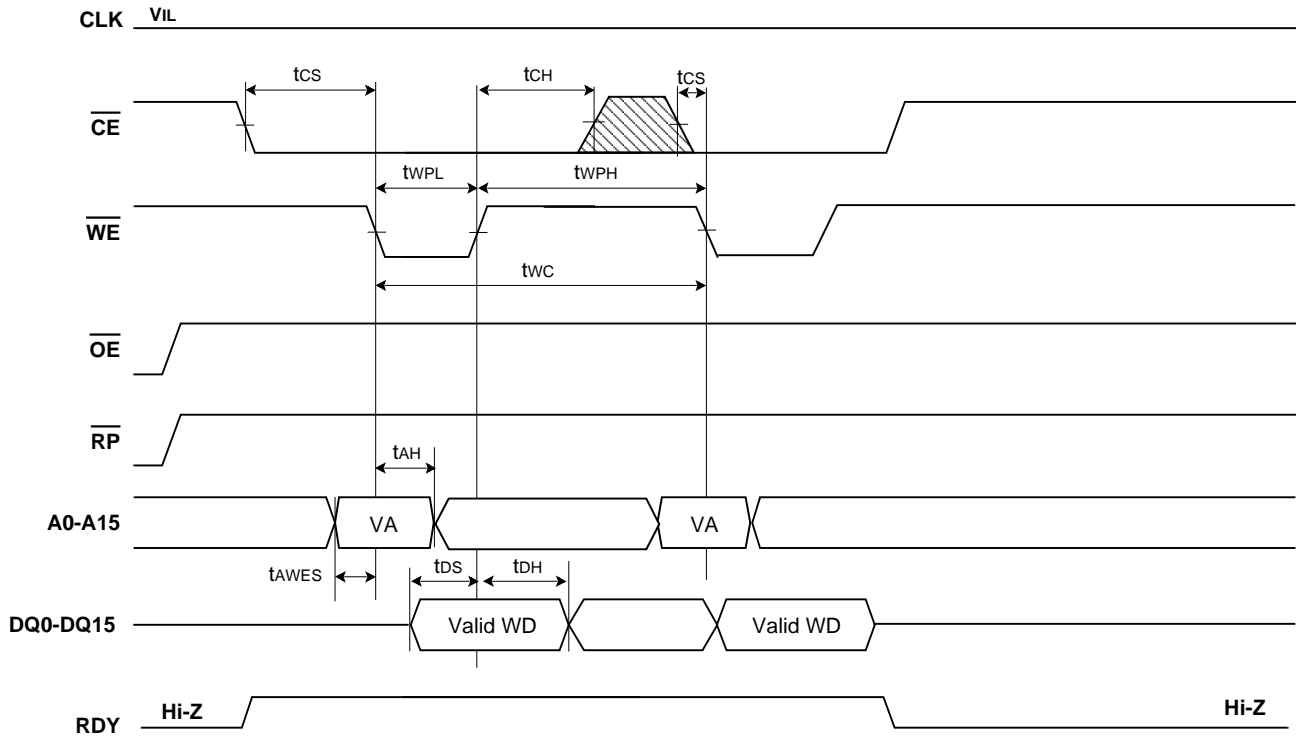 CLK VIL
tCS tCH tCS
CE
tWPL tWPH
WE
tWC
OE
RP
tAH
A0-A15 VA VA
tAWES tDS tDH
DQ0-DQ15 Valid WD Valid WD
Hi-Z Hi-Z
RDY